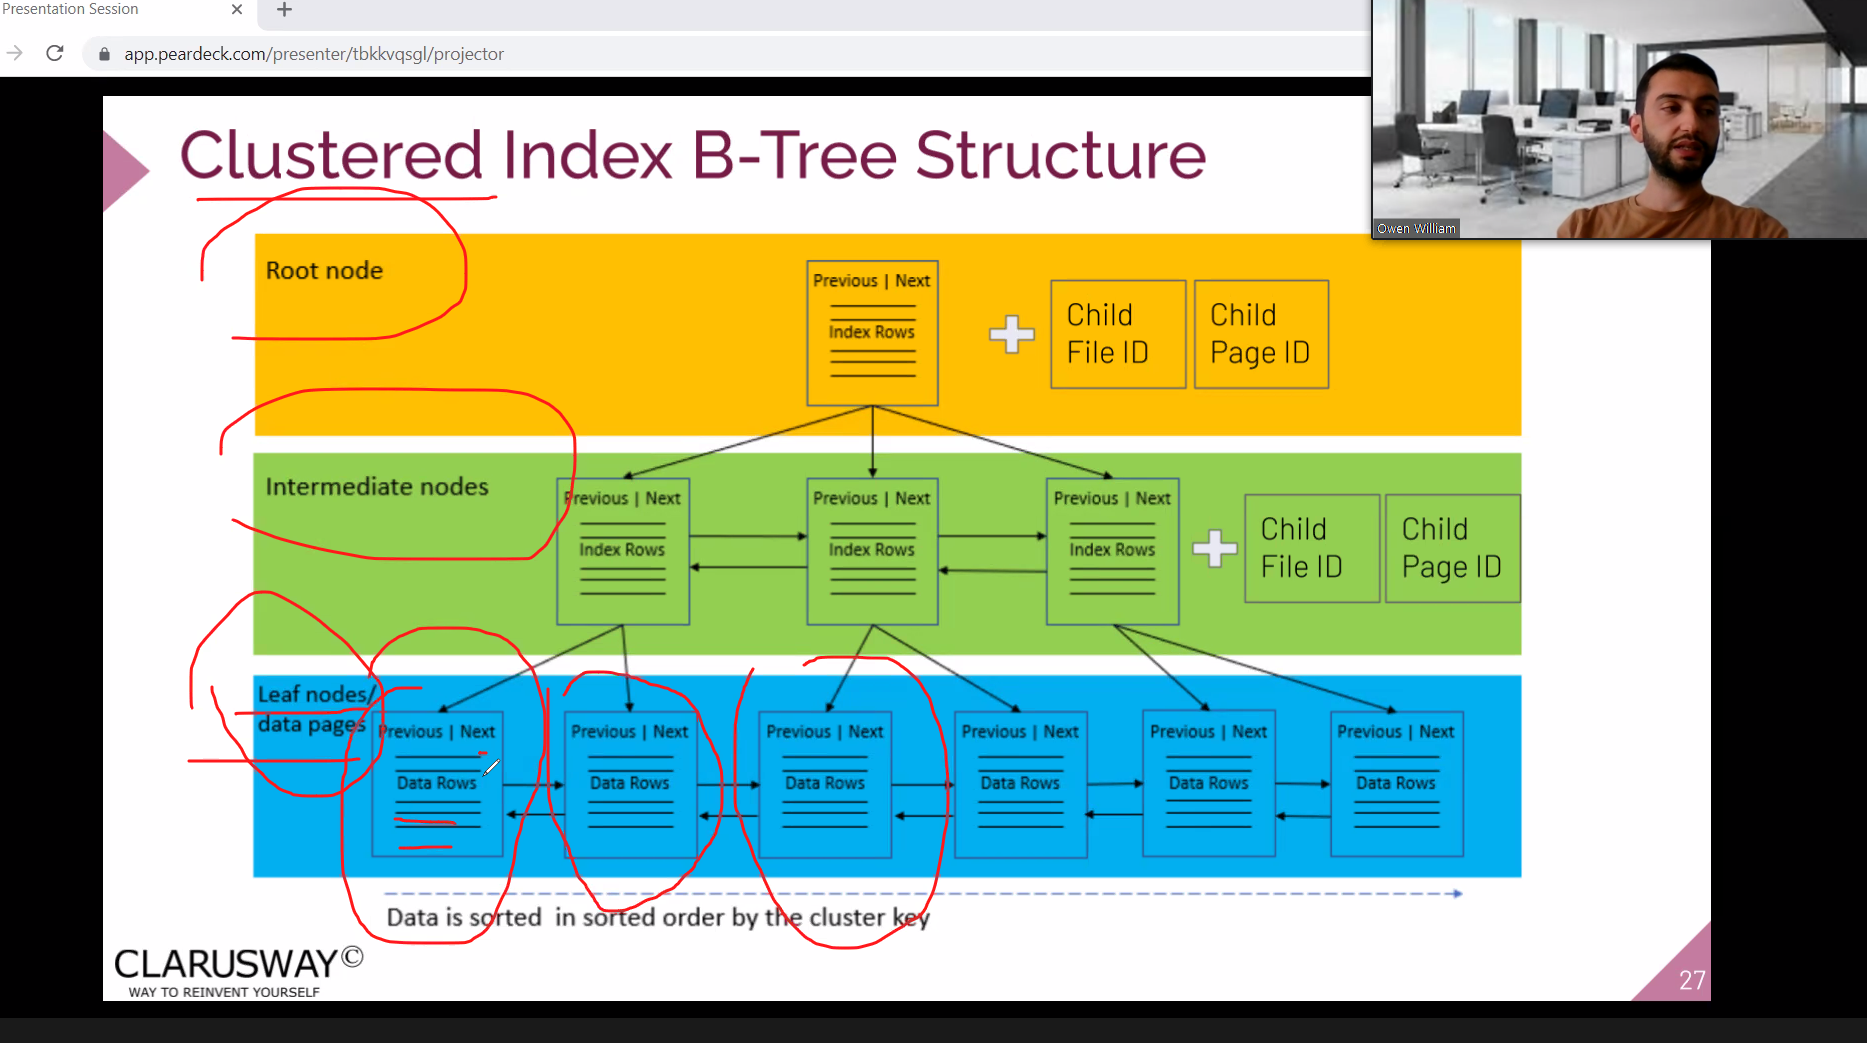 Presentation Session
app.peardeck.com/presenter/tbkkvqsgl/projector
Owen William
Clustered Index B-Tree Structure
Root node
Previous | Next
Index Rows
Child
File ID
Child
Page ID
Intermediate nodes
Previous | Next
Index Rows
Previous | Next
Index Rows
Previous | Next
Index Rows
Child
File ID
Child
Page ID
Leaf nodes/
data pages
Previous | Next
Data Rows
Previous | Next
Data Rows
Previous | Next
Data Rows
Previous | Next
Data Rows
Previous | Next
Data Rows
Previous | Next
Data Rows
Data is sorted in sorted order by the cluster key
CLARUSWAY©
WAY TO REINVENT YOURSELF
27